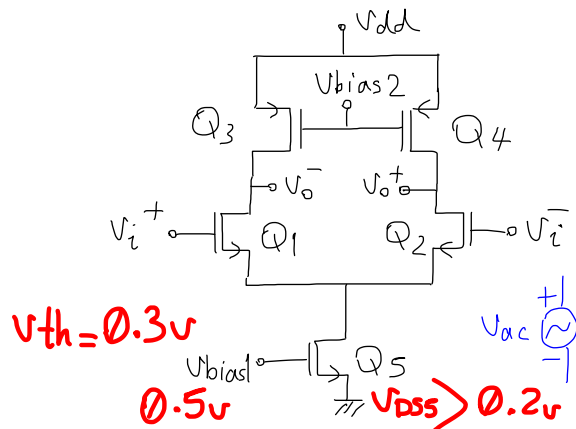 Vdd
Vbias2
Q3
Q4
Vo-
Vo+
Vi+
Q1
Q2
Vi-
Vth=0.3v
Vac
+
-
Vbias1
Q5
0.5v
VDS5>0.2v